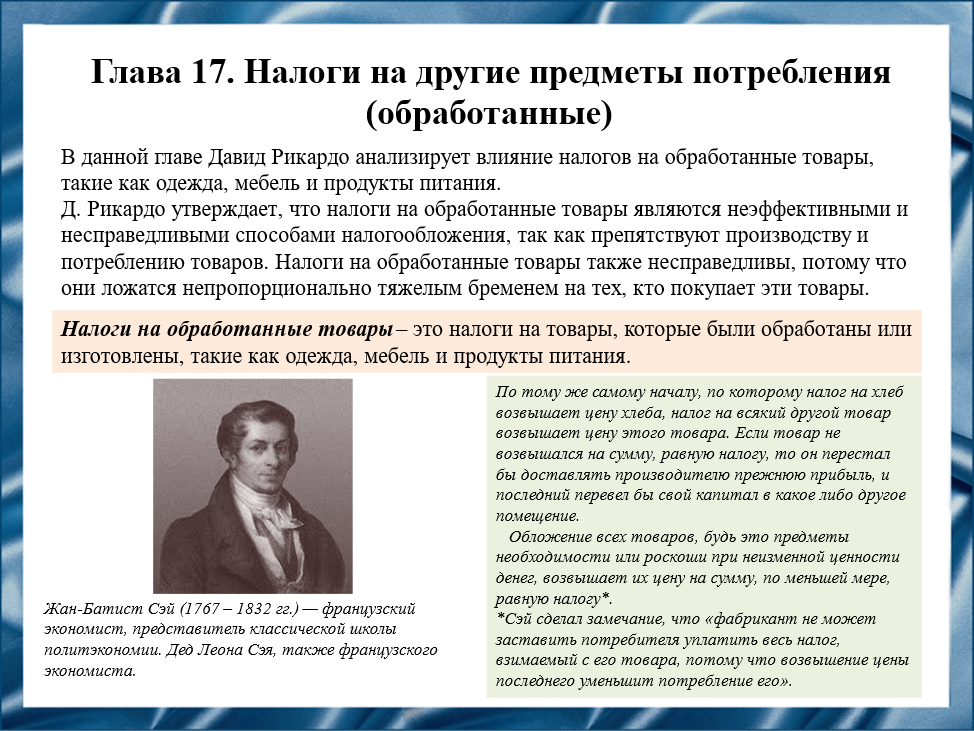 Глава 17. Налоги на другие предметы потребления
(обработанные)
В данной главе Давид Рикардо анализирует влияние налогов на обработанные товары,
такие как одежда, мебель и продукты питания.
Д. Рикардо утверждает, что налоги на обработанные товары являются неэффективными и
несправедливыми способами налогообложения, так как препятствуют производству и
потреблению товаров. Налоги на обработанные товары также несправедливы, потому что
они ложатся непропорционально тяжелым бременем на тех, кто покупает эти товары.
Налоги на обработанные товары – это налоги на товары, которые были обработаны или
изготовлены, такие как одежда, мебель и продукты питания.
Жан-Батист Сэй (1767 – 1832 гг.) — французский
экономист, представитель классической школы
политэкономии. Дед Леона Сэя, также французского
экономиста.
По тому же самому началу, по которому налог на хлеб
возвышает цену хлеба, налог на всякий другой товар
возвышает цену этого товара. Если товар не
возвышался на сумму, равную налогу, то он перестал
бы доставлять производителю прежнюю прибыль, и
последний перевел бы свой капитал в какое либо другое
помещение.
Обложение всех товаров, будь это предметы
необходимости или роскоши при неизменной ценности
денег, возвышает их цену на сумму, по меньшей мере,
равную налогу*.
*Сэй сделал замечание, что «фабрикант не может
заставить потребителя уплатить весь налог,
взимаемый с его товара, потому что возвышение цены
последнего уменьшит потребление его».